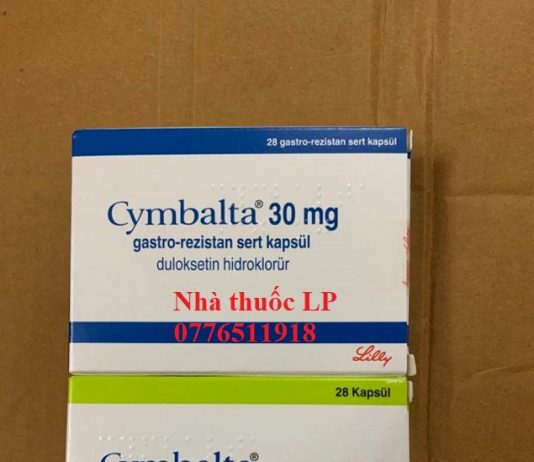 28 gastro-rezistan sert kapsül
Cymbalta® 30 mg
gastro-rezistan sert kapsül
duloksetin hidroklorür
Nhà thuốc LP
0776511918
Lilly
28 Kapsül
Cymbalta®